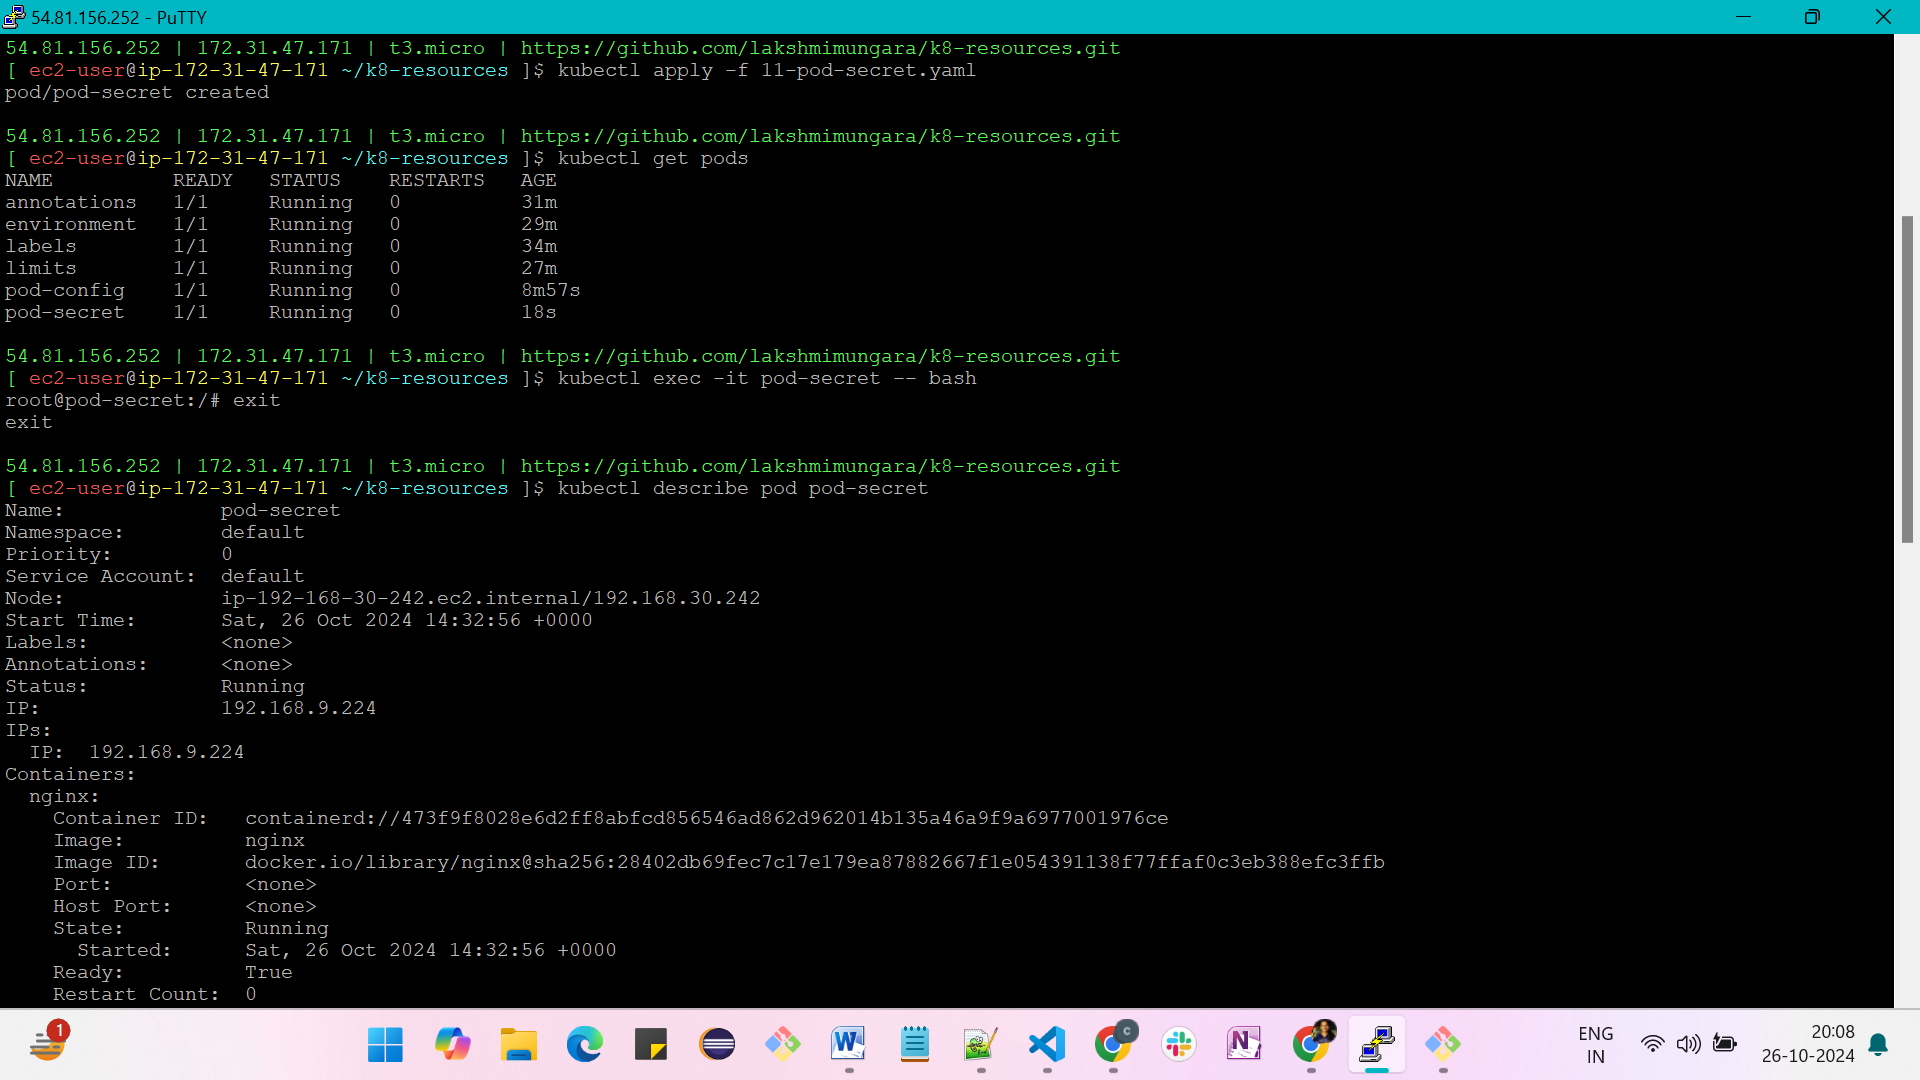 54.81.156.252 - PuTTY
54.81.156.252 | 172.31.47.171 | t3.micro | https://github.com/lakshmimungara/k8-resources.git
[ ec2-user@ip-172-31-47-171 ~/k8-resources ]$ kubectl apply -f 11-pod-secret.yaml
pod/pod-secret created
54.81.156.252 | 172.31.47.171 | t3.micro | https://github.com/lakshmimungara/k8-resources.git
[ ec2-user@ip-172-31-47-171 ~/k8-resources ]$ kubectl get pods
NAME READY STATUS RESTARTS AGE
annotations 1/1 Running 0 31m
environment 1/1 Running 0 29m
labels 1/1 Running 0 34m
limits 1/1 Running 0 27m
pod-config 1/1 Running 0 8m57s
pod-secret 1/1 Running 0 18s
54.81.156.252 | 172.31.47.171 | t3.micro | https://github.com/lakshmimungara/k8-resources.git
[ ec2-user@ip-172-31-47-171 ~/k8-resources ]$ kubectl exec -it pod-secret -- bash
root@pod-secret:/# exit
exit
54.81.156.252 | 172.31.47.171 | t3.micro | https://github.com/lakshmimungara/k8-resources.git
[ ec2-user@ip-172-31-47-171 ~/k8-resources ]$ kubectl describe pod pod-secret
Name: pod-secret
Namespace: default
Priority: 0
Service Account: default
Node: ip-192-168-30-242.ec2.internal/192.168.30.242
Start Time: Sat, 26 Oct 2024 14:32:56 +0000
Labels: <none>
Annotations: <none>
Status: Running
IP: 192.168.9.224
IPs:
IP: 192.168.9.224
Containers:
nginx:
Container ID: containerd://473f9f8028e6d2ff8abfcd856546ad862d962014b135a46a9f9a6977001976ce
Image: nginx
Image ID: docker.io/library/nginx@sha256:28402db69fec7c17e179ea87882667f1e054391138f77ffaf0c3eb388efc3ffb
Port: <none>
Host Port: <none>
State: Running
Started: Sat, 26 Oct 2024 14:32:56 +0000
Ready: True
Restart Count: 0
1
W
N
C
ENG
IN
20:08
26-10-2024